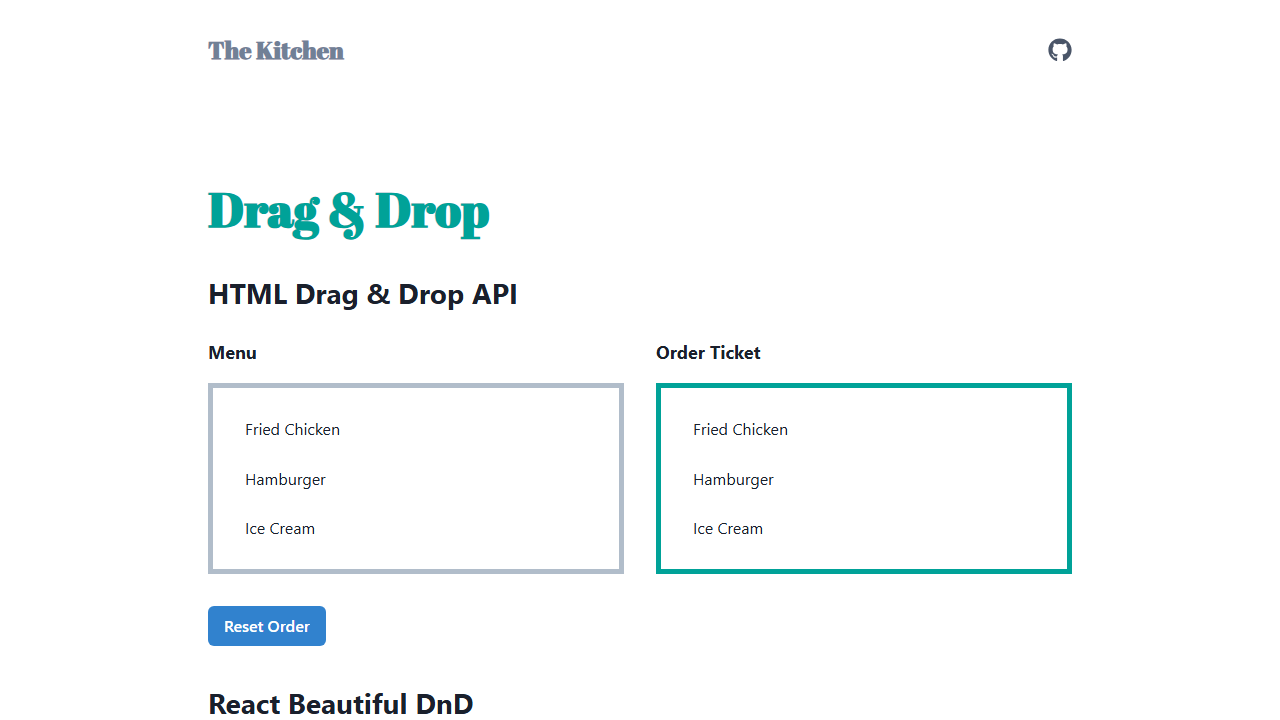 The Kitchen
Drag & Drop
HTML Drag & Drop API
Menu
Fried Chicken
Hamburger
Ice Cream
Order Ticket
Fried Chicken
Hamburger
Ice Cream
Reset Order
React Beautiful DnD